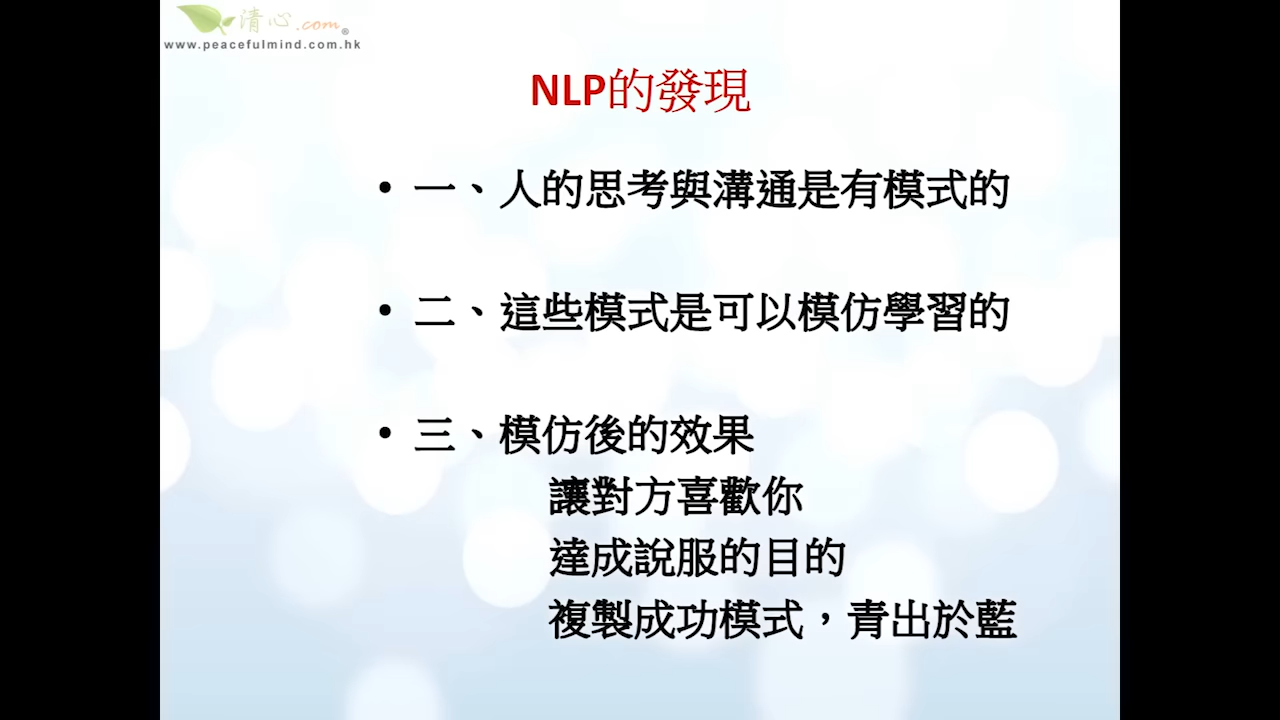 清心.com®
www.peacefulmind.com.hk
NLP的發現
• 一、人的思考與溝通是有模式的
• 二、這些模式是可以模仿學習的
• 三、模仿後的效果
讓對方喜歡你
達成說服的目的
複製成功模式，青出於藍